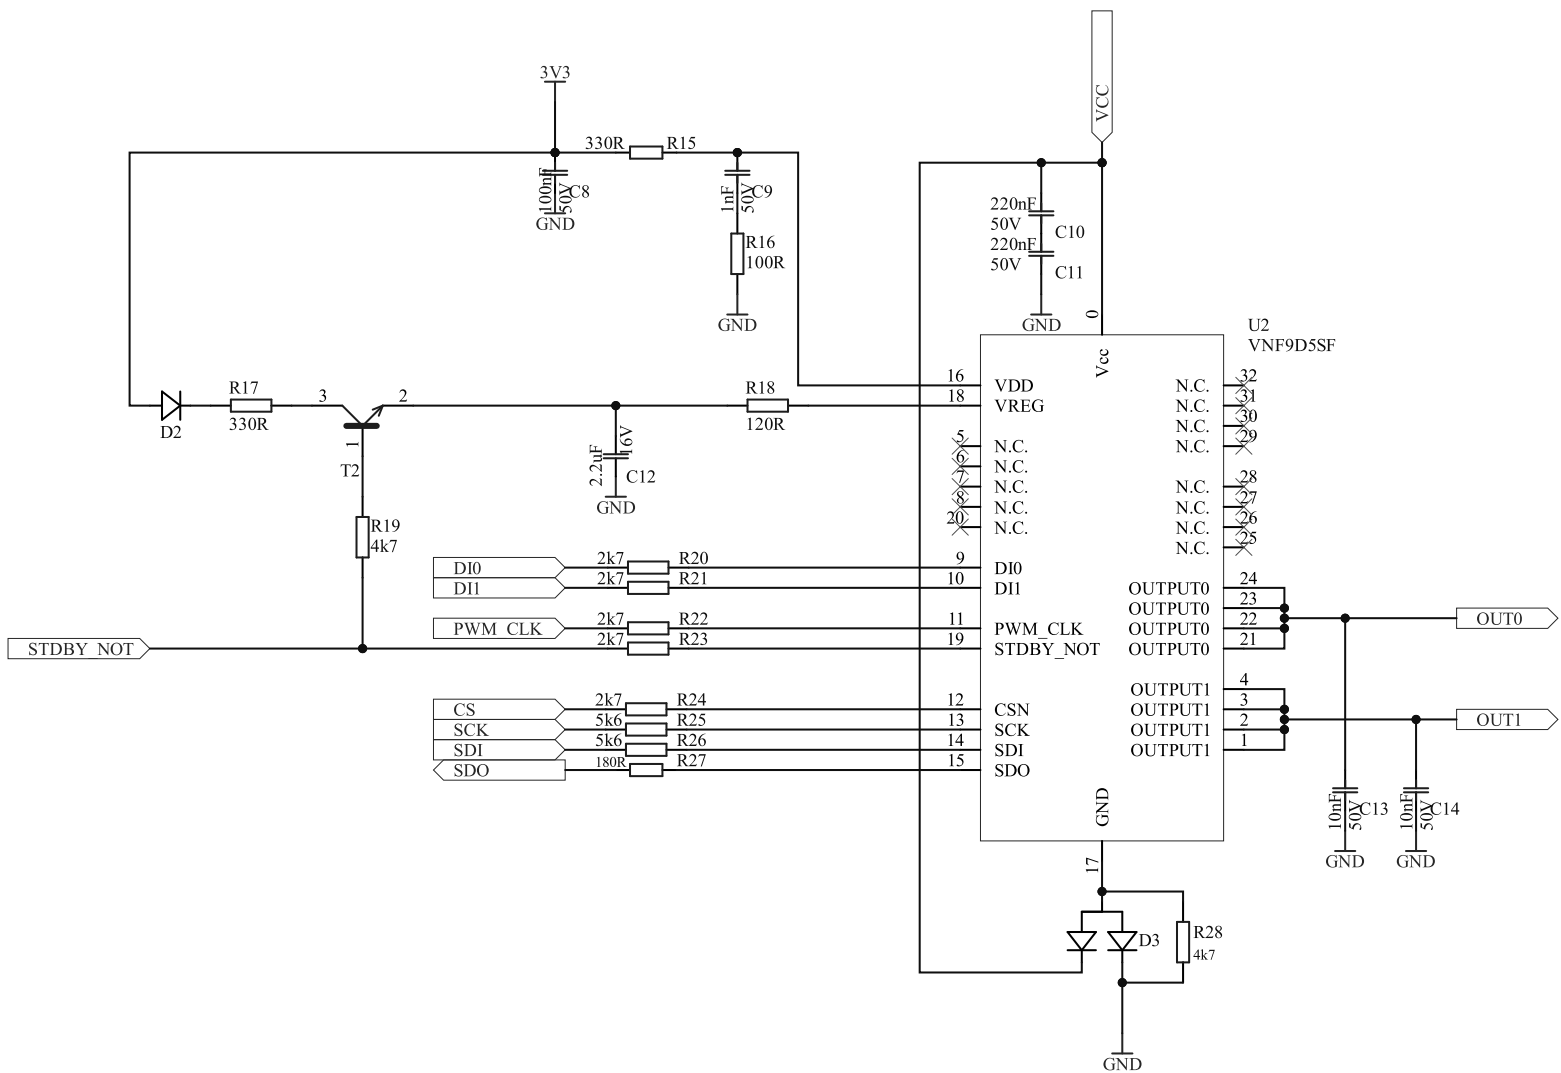 VCC
3V3
330R R15
100nF 50V C8
GND
1nF 50V C9
R16
100R
GND
220nF
50V
C10
220nF
50V
C11
GND
0
U2
VNF9D5SF
Vcc
D2
R17
330R
3
2
1
T2
R19
4k7
2.2uF 16V C12
GND
R18
120R
16 VDD
18 VREG
5 N.C.
6 N.C.
7 N.C.
8 N.C.
20 N.C.
N.C. 32
N.C. 31
N.C. 30
N.C. 29
N.C. 28
N.C. 27
N.C. 26
N.C. 25
DI0 2k7 R20 9 DI0
DI1 2k7 R21 10 DI1
PWM_CLK 2k7 R22 11 PWM_CLK
STDBY_NOT 2k7 R23 19 STDBY_NOT
CS 2k7 R24 12 CSN
SCK 5k6 R25 13 SCK
SDI 5k6 R26 14 SDI
SDO 180R R27 15 SDO
OUTPUT0 24
OUTPUT0 23
OUTPUT0 22
OUTPUT0 21
OUT0
OUTPUT1 4
OUTPUT1 3
OUTPUT1 2
OUTPUT1 1
OUT1
10nF 50V C13
GND
10nF 50V C14
GND
GND
17
D3
R28
4k7
GND